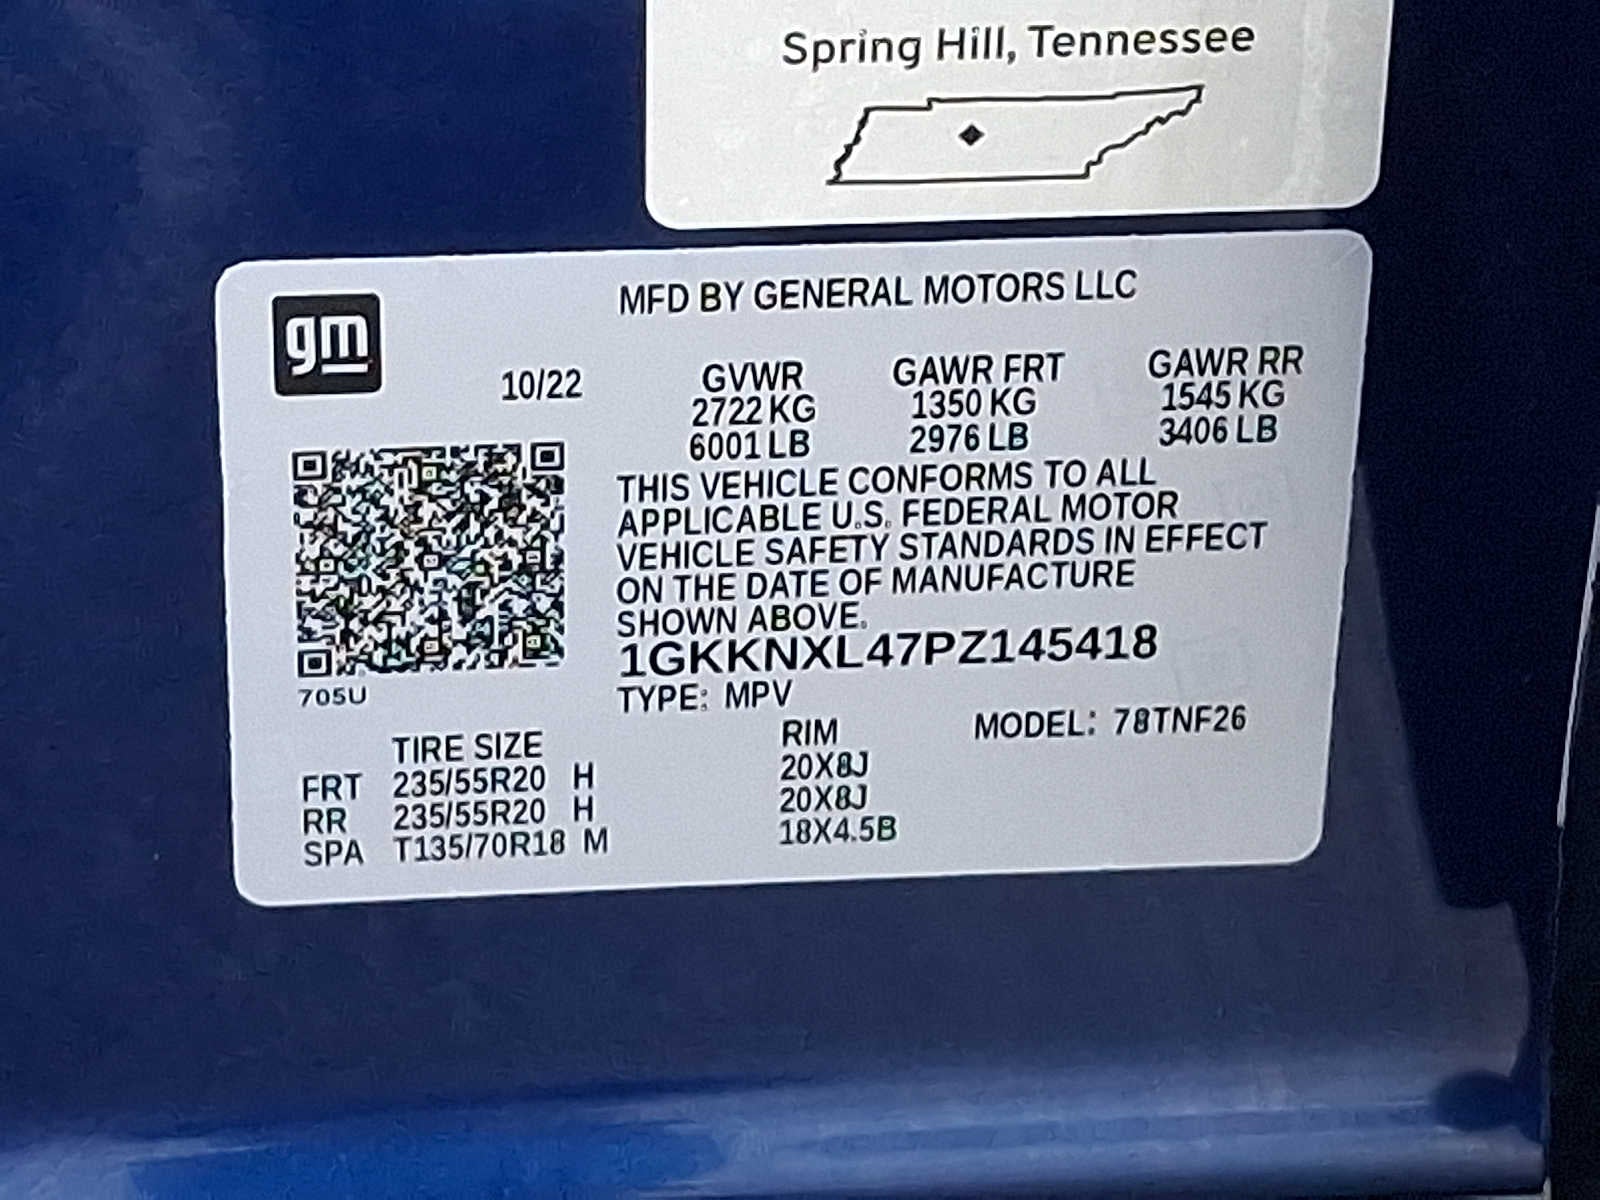 Spring Hill, Tennessee
gm
MFD BY GENERAL MOTORS LLC
10/22 GVWR GAWR FRT GAWR RR
2722 KG 1350 KG 1545 KG
6001 LB 2976 LB 3406 LB
THIS VEHICLE CONFORMS TO ALL
APPLICABLE U.S. FEDERAL MOTOR
VEHICLE SAFETY STANDARDS IN EFFECT
ON THE DATE OF MANUFACTURE
SHOWN ABOVE.
1GKKNXL47PZ145418
705U
TYPE: MPV
MODEL: 78TNF26
TIRE SIZE RIM
FRT 235/55R20 H 20X8J
RR 235/55R20 H 20X8J
SPA T135/70R18 M 18X4.5B